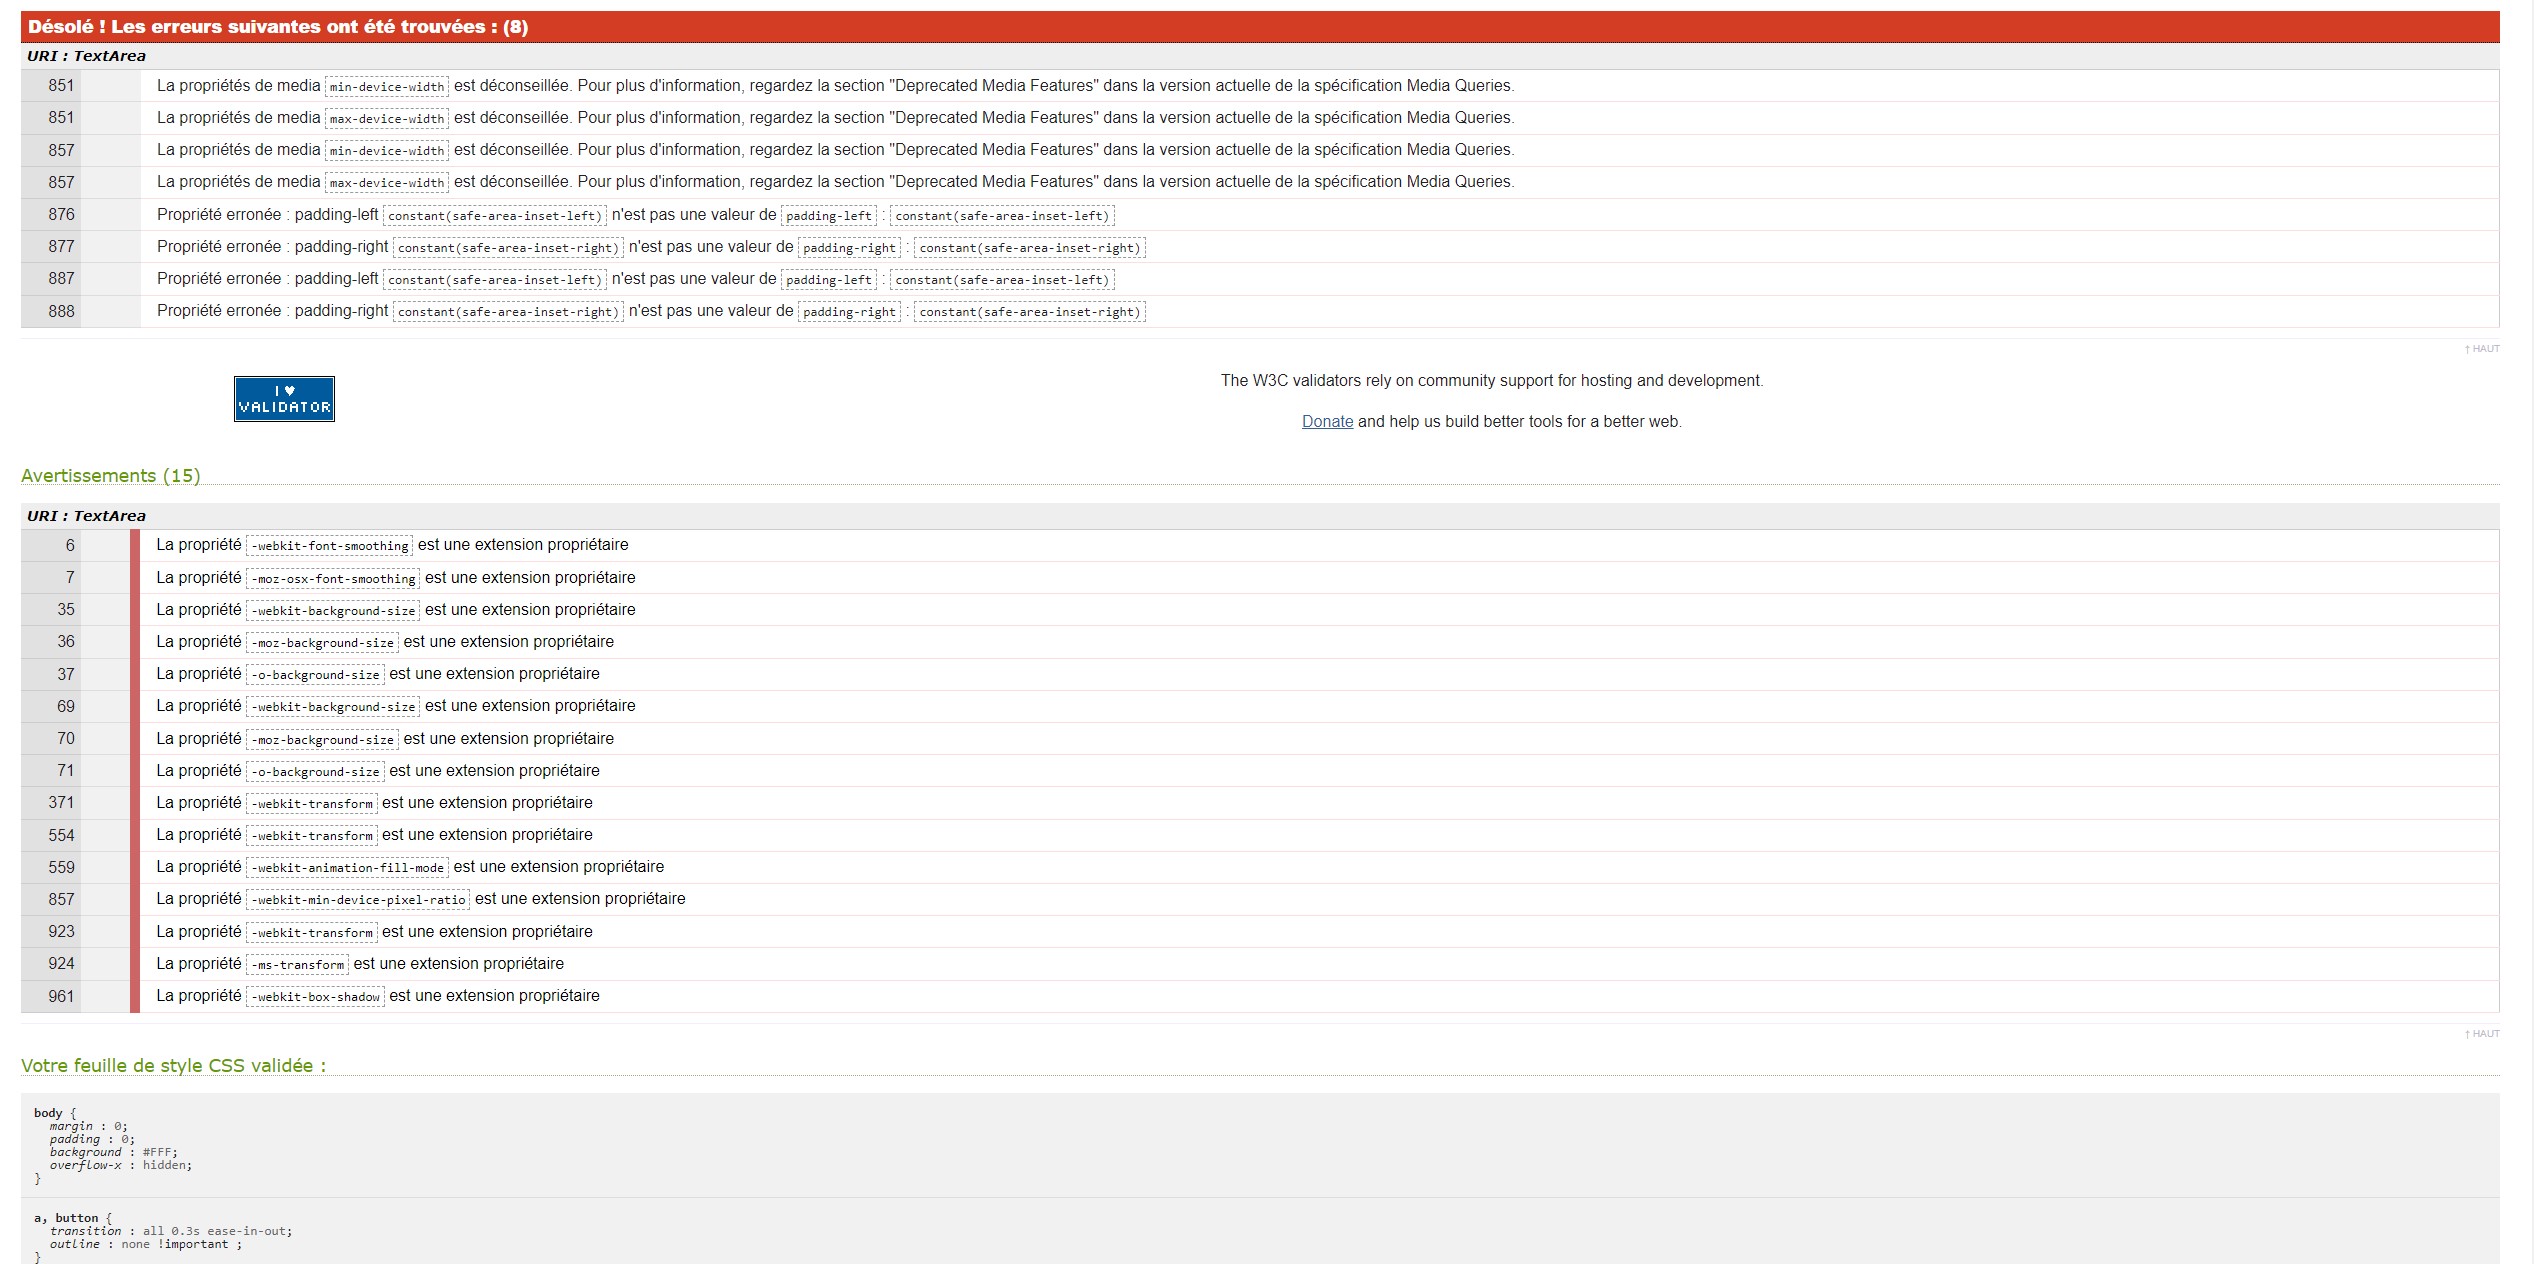 Désolé ! Les erreurs suivantes ont été trouvées : (8)
URI : TextArea
851 La propriétés de media min-device-width est déconseillée. Pour plus d'information, regardez la section "Deprecated Media Features" dans la version actuelle de la spécification Media Queries.
851 La propriétés de media max-device-width est déconseillée. Pour plus d'information, regardez la section "Deprecated Media Features" dans la version actuelle de la spécification Media Queries.
857 La propriétés de media min-device-width est déconseillée. Pour plus d'information, regardez la section "Deprecated Media Features" dans la version actuelle de la spécification Media Queries.
857 La propriétés de media max-device-width est déconseillée. Pour plus d'information, regardez la section "Deprecated Media Features" dans la version actuelle de la spécification Media Queries.
876 Propriété erronée : padding-left constant(safe-area-inset-left) n'est pas une valeur de padding-left : constant(safe-area-inset-left)
877 Propriété erronée : padding-right constant(safe-area-inset-right) n'est pas une valeur de padding-right : constant(safe-area-inset-right)
887 Propriété erronée : padding-left constant(safe-area-inset-left) n'est pas une valeur de padding-left : constant(safe-area-inset-left)
888 Propriété erronée : padding-right constant(safe-area-inset-right) n'est pas une valeur de padding-right : constant(safe-area-inset-right)
↑ HAUT
I ♥
VALIDATOR
The W3C validators rely on community support for hosting and development.
Donate and help us build better tools for a better web.
Avertissements (15)
URI : TextArea
6 La propriété -webkit-font-smoothing est une extension propriétaire
7 La propriété -moz-osx-font-smoothing est une extension propriétaire
35 La propriété -webkit-background-size est une extension propriétaire
36 La propriété -moz-background-size est une extension propriétaire
37 La propriété -o-background-size est une extension propriétaire
69 La propriété -webkit-background-size est une extension propriétaire
70 La propriété -moz-background-size est une extension propriétaire
71 La propriété -o-background-size est une extension propriétaire
371 La propriété -webkit-transform est une extension propriétaire
554 La propriété -webkit-transform est une extension propriétaire
559 La propriété -webkit-animation-fill-mode est une extension propriétaire
857 La propriété -webkit-min-device-pixel-ratio est une extension propriétaire
923 La propriété -webkit-transform est une extension propriétaire
924 La propriété -ms-transform est une extension propriétaire
961 La propriété -webkit-box-shadow est une extension propriétaire
↑ HAUT
Votre feuille de style CSS validée :
body {
margin : 0;
padding : 0;
background : #FFF;
overflow-x : hidden;
}
a, button {
transition : all 0.3s ease-in-out;
outline : none !important ;
}